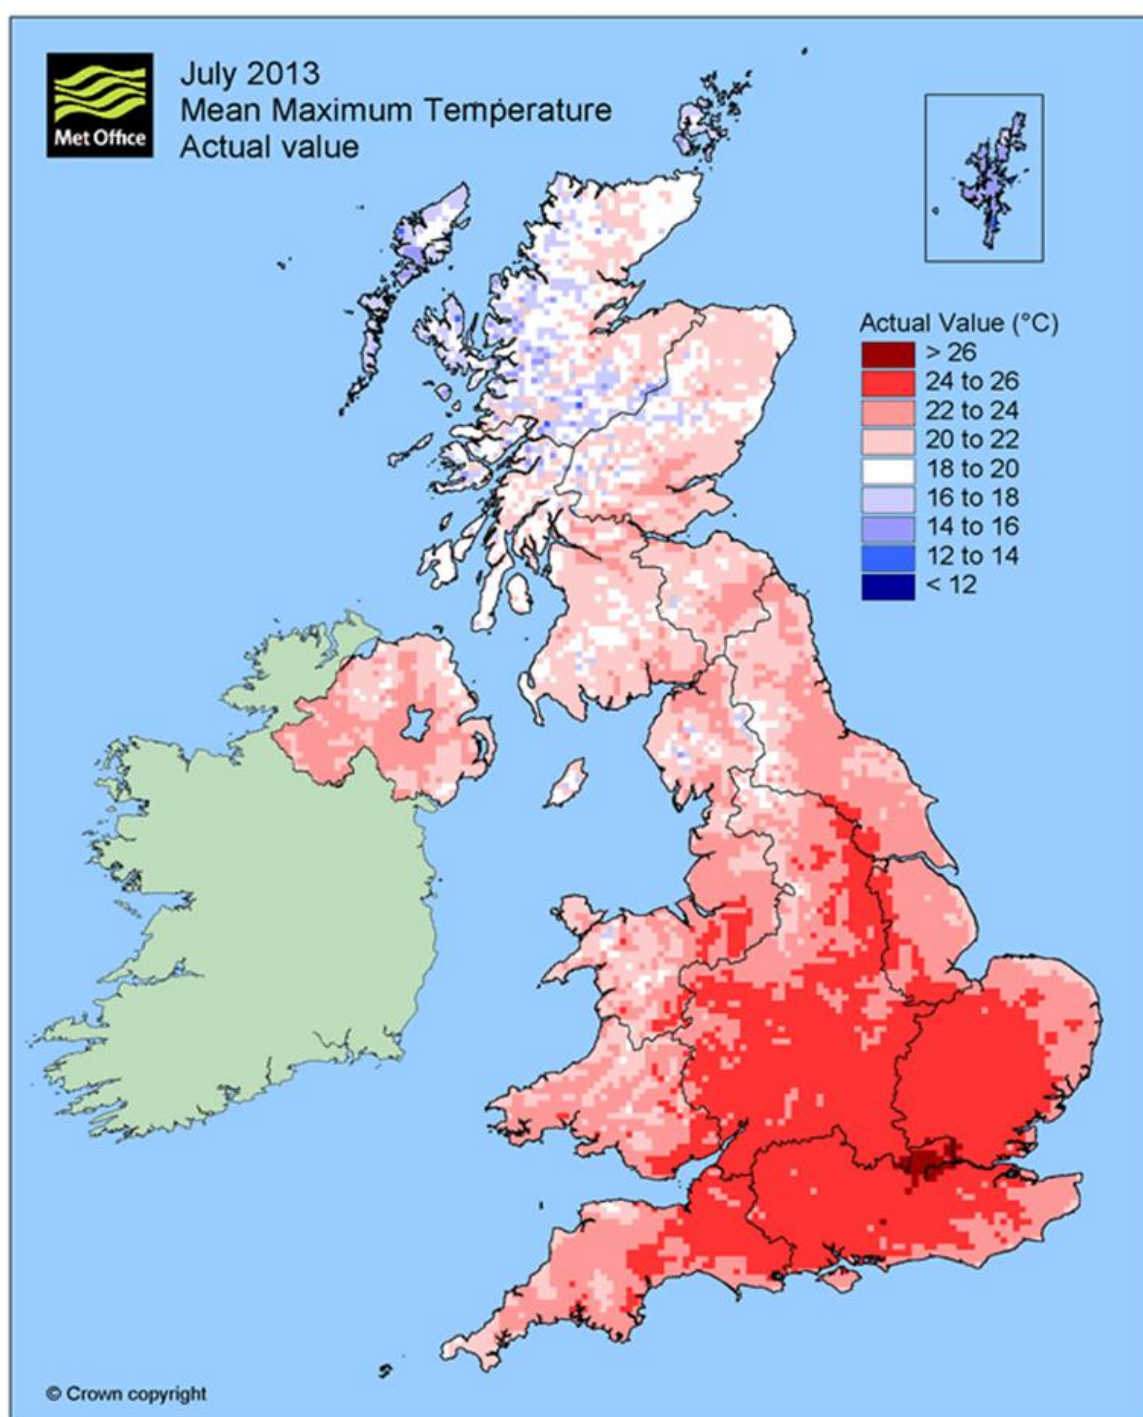 Met Office
July 2013
Mean Maximum Temperature
Actual value
Actual Value (°C)
> 26
24 to 26
22 to 24
20 to 22
18 to 20
16 to 18
14 to 16
12 to 14
< 12
© Crown copyright